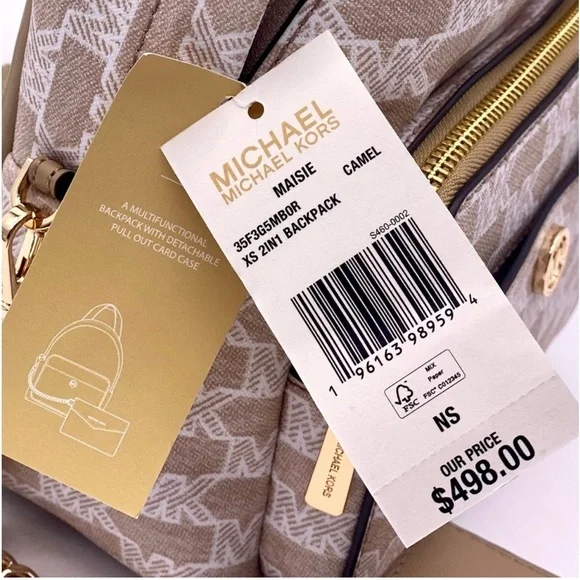 A MULTIFUNCTIONAL
BACKPACK WITH DETACHABLE
PULL OUT CARD CASE
MICHAEL
MICHAEL KORS
MAISIE CAMEL
35F3G5MB0R
XS 2IN1 BACKPACK
S460-0002
1 96163 98959 4
FSC
MIX
Paper
FSC® C012345
NS
OUR PRICE
$498.00
MICHAEL KORS